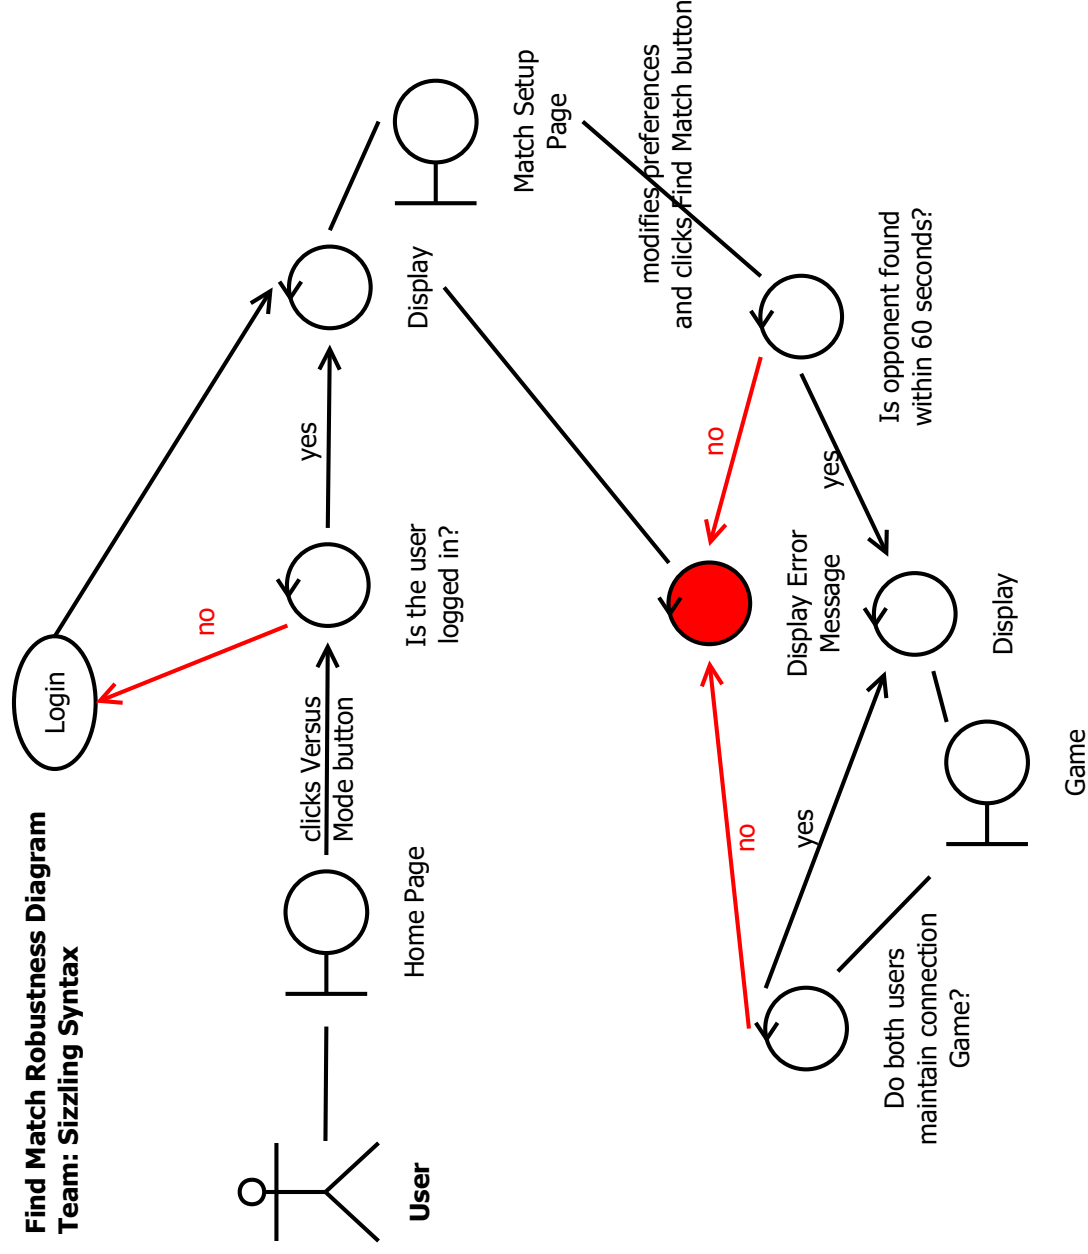 Find Match Robustness Diagram
Team: Sizzling Syntax
Login
no
User
Home Page
clicks Versus
Mode button
Is the user
logged in?
yes
Display
Match Setup
Page
modifies preferences
and clicks Find Match button
Is opponent found
within 60 seconds?
no
yes
Display Error
Message
Display
no
yes
Do both users
maintain connection
Game?
Game